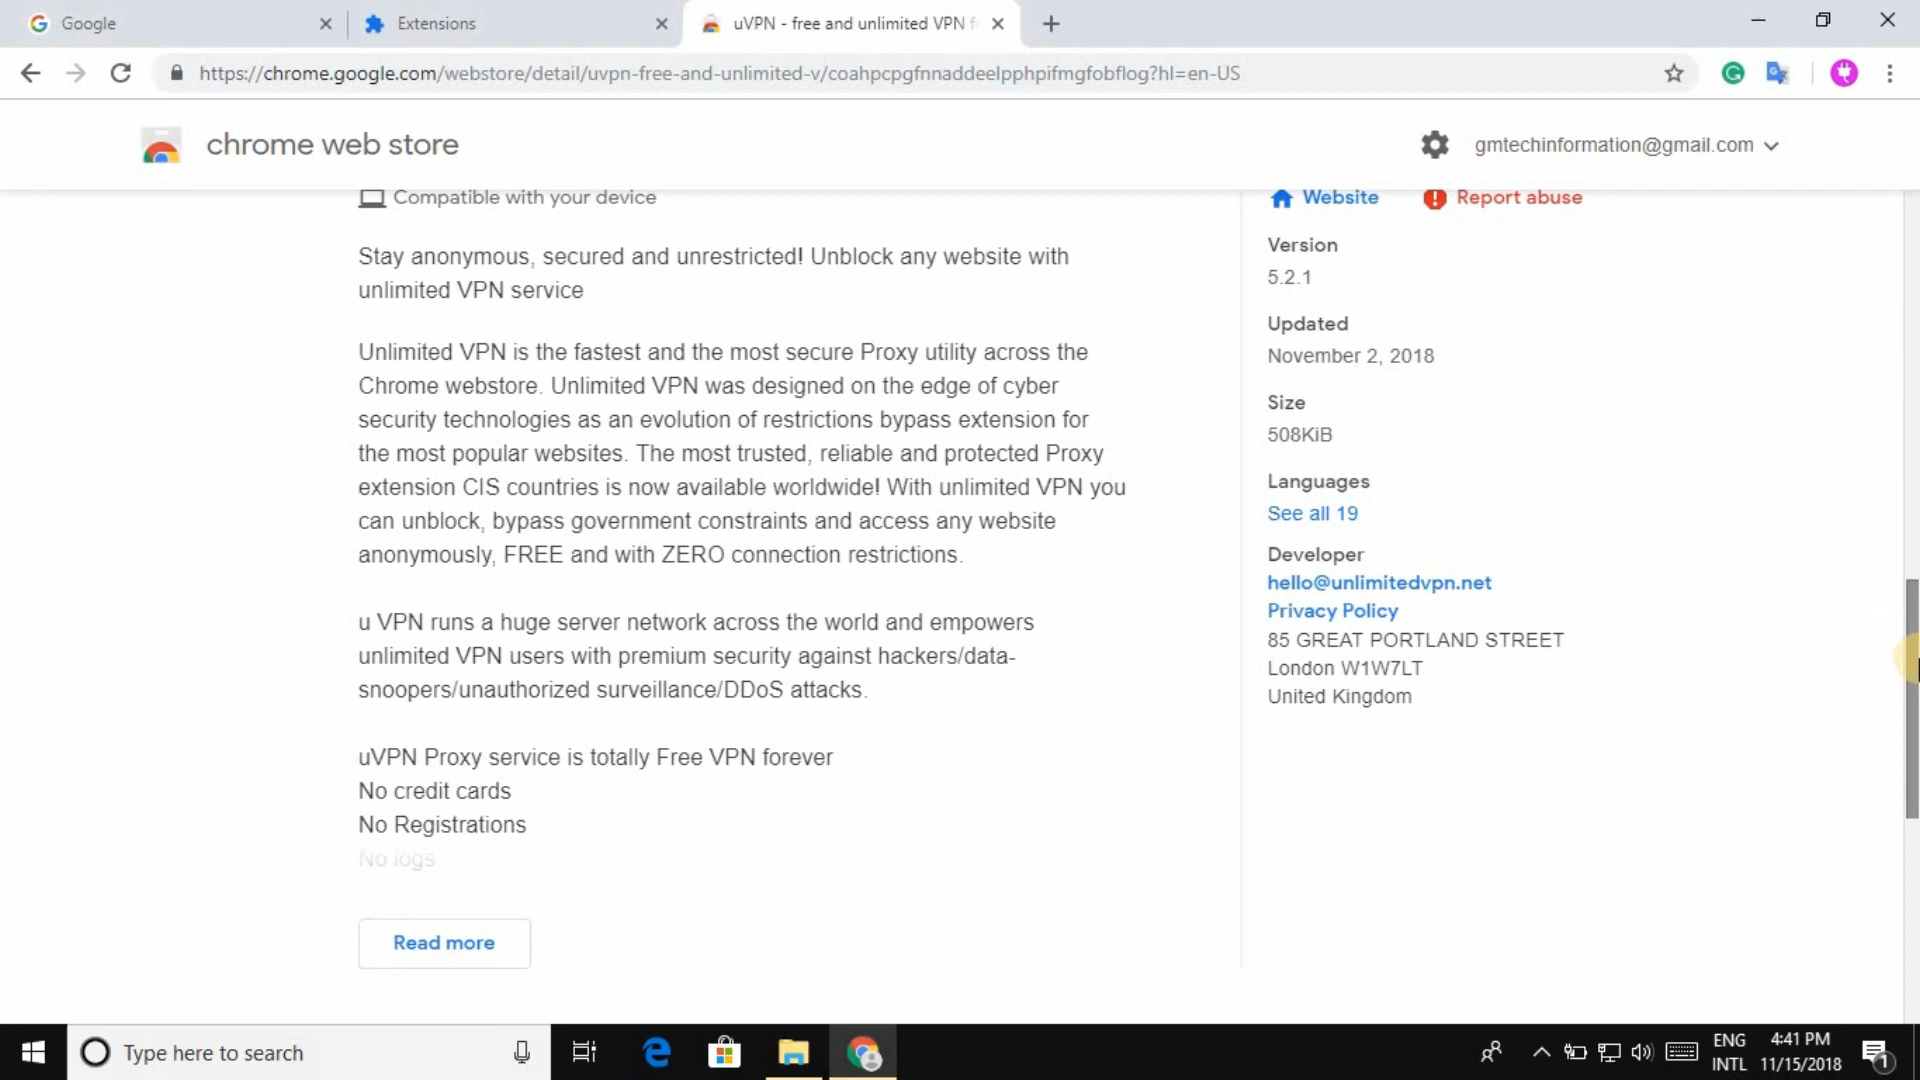 Google
Extensions
uVPN - free and unlimited VPN f
https://chrome.google.com/webstore/detail/uvpn-free-and-unlimited-v/coahpcpgfnnaddeelpphpifmgfobflog?hl=en-US
chrome web store
gmtechinformation@gmail.com
Compatible with your device
Stay anonymous, secured and unrestricted! Unblock any website with
unlimited VPN service
Unlimited VPN is the fastest and the most secure Proxy utility across the
Chrome webstore. Unlimited VPN was designed on the edge of cyber
security technologies as an evolution of restrictions bypass extension for
the most popular websites. The most trusted, reliable and protected Proxy
extension CIS countries is now available worldwide! With unlimited VPN you
can unblock, bypass government constraints and access any website
anonymously, FREE and with ZERO connection restrictions.
u VPN runs a huge server network across the world and empowers
unlimited VPN users with premium security against hackers/data-
snoopers/unauthorized surveillance/DDoS attacks.
uVPN Proxy service is totally Free VPN forever
No credit cards
No Registrations
No logs
Read more
Website
Report abuse
Version
5.2.1
Updated
November 2, 2018
Size
508KiB
Languages
See all 19
Developer
hello@unlimitedvpn.net
Privacy Policy
85 GREAT PORTLAND STREET
London W1W7LT
United Kingdom
Type here to search
ENG
INTL
4:41 PM
11/15/2018
1